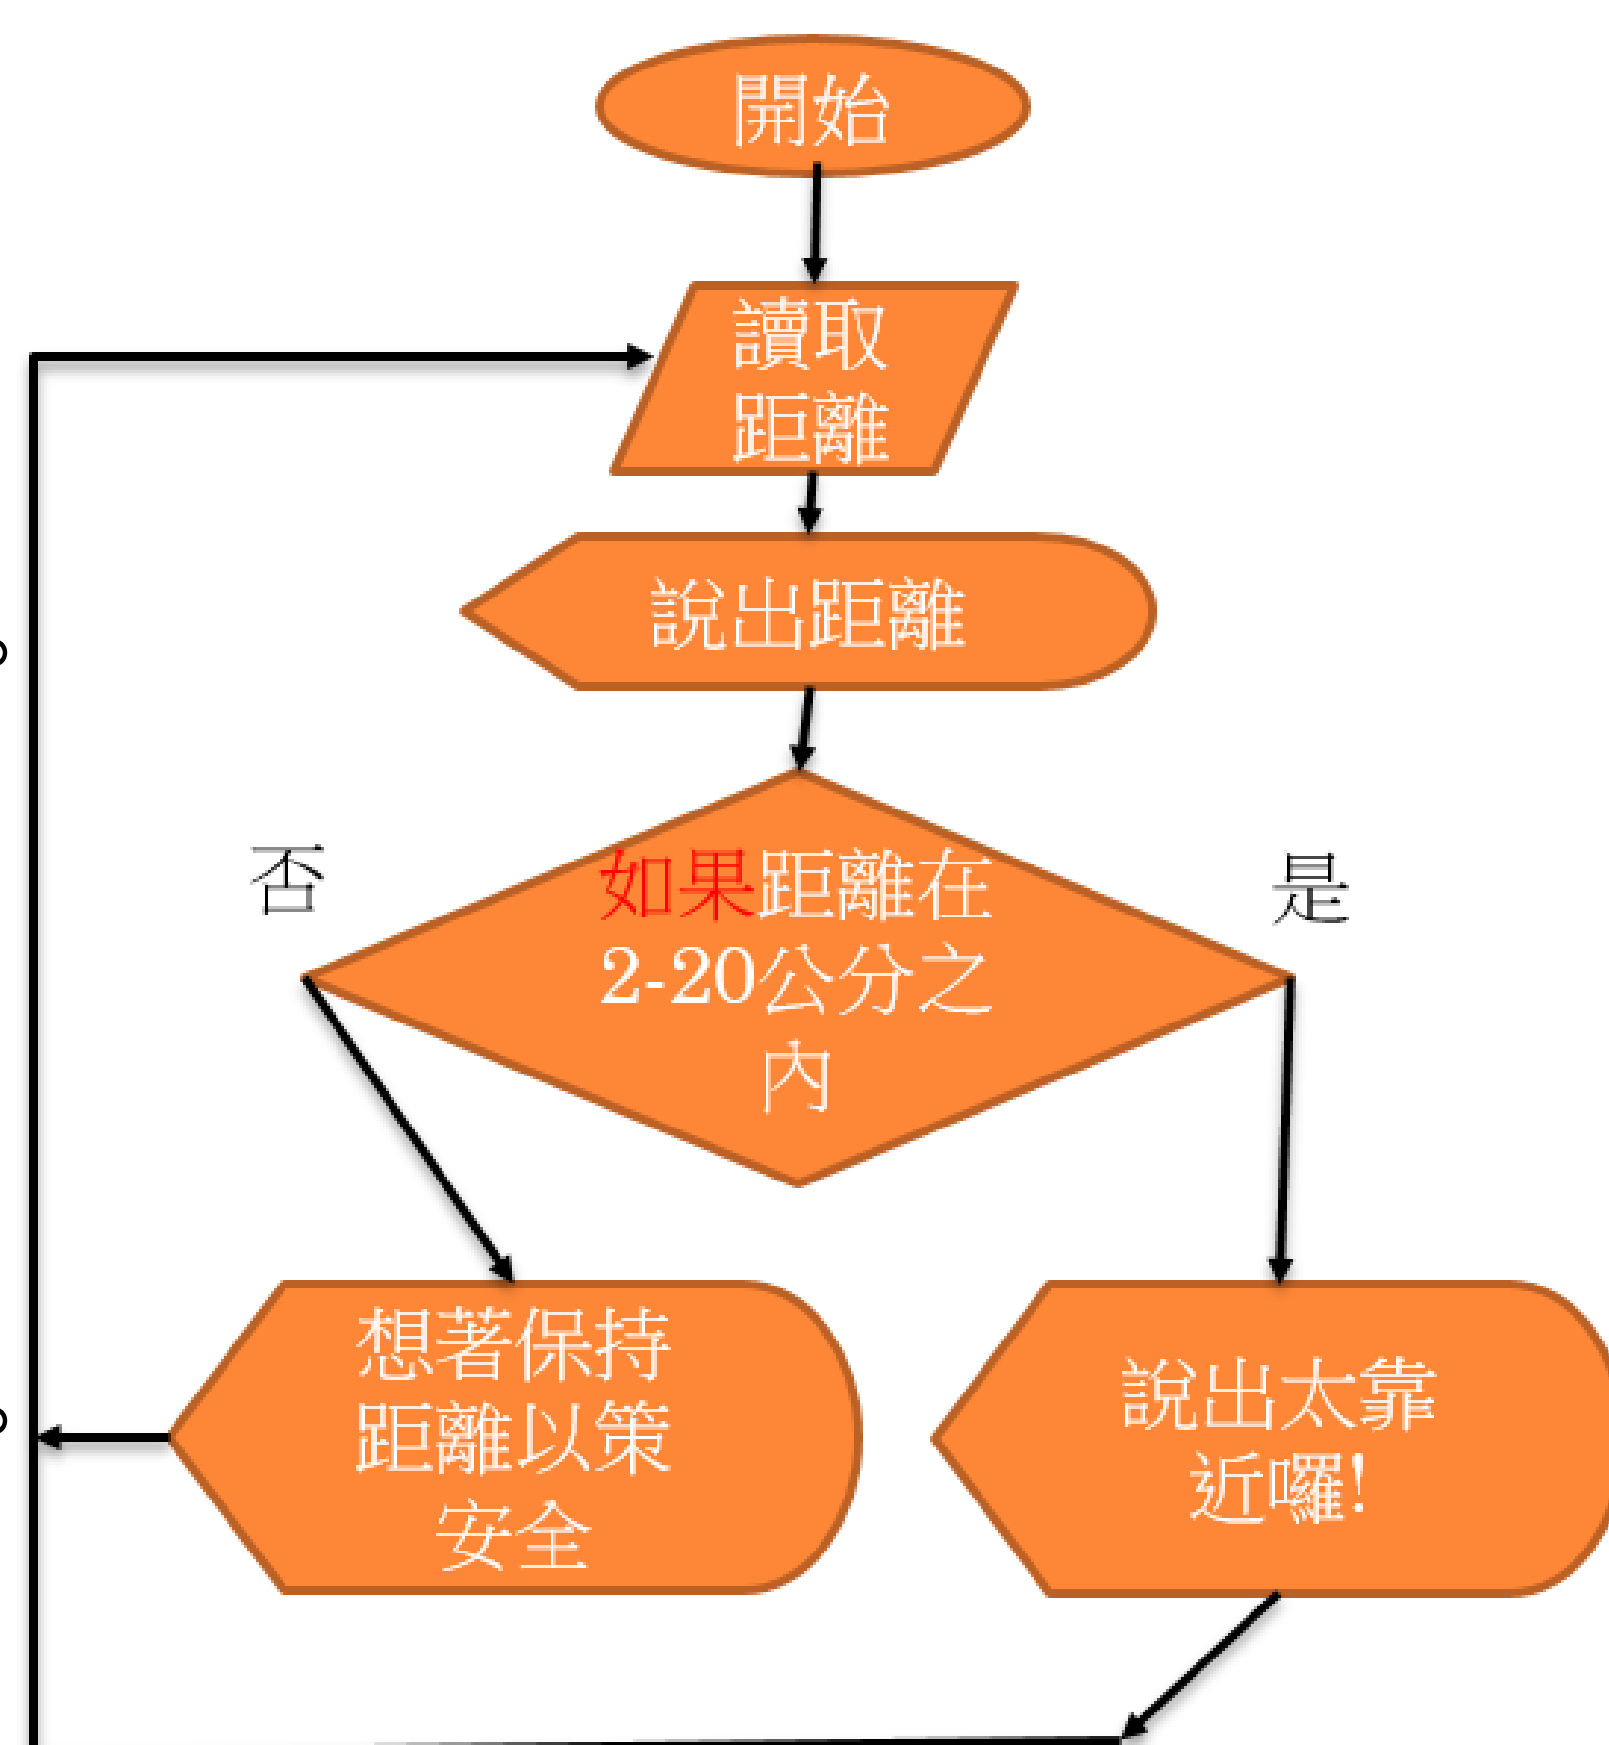 開始
讀取
距離
說出距離
否
是
如果距離在
2-20公分之
內
想著保持
距離以策
安全
說出太靠
近囉!